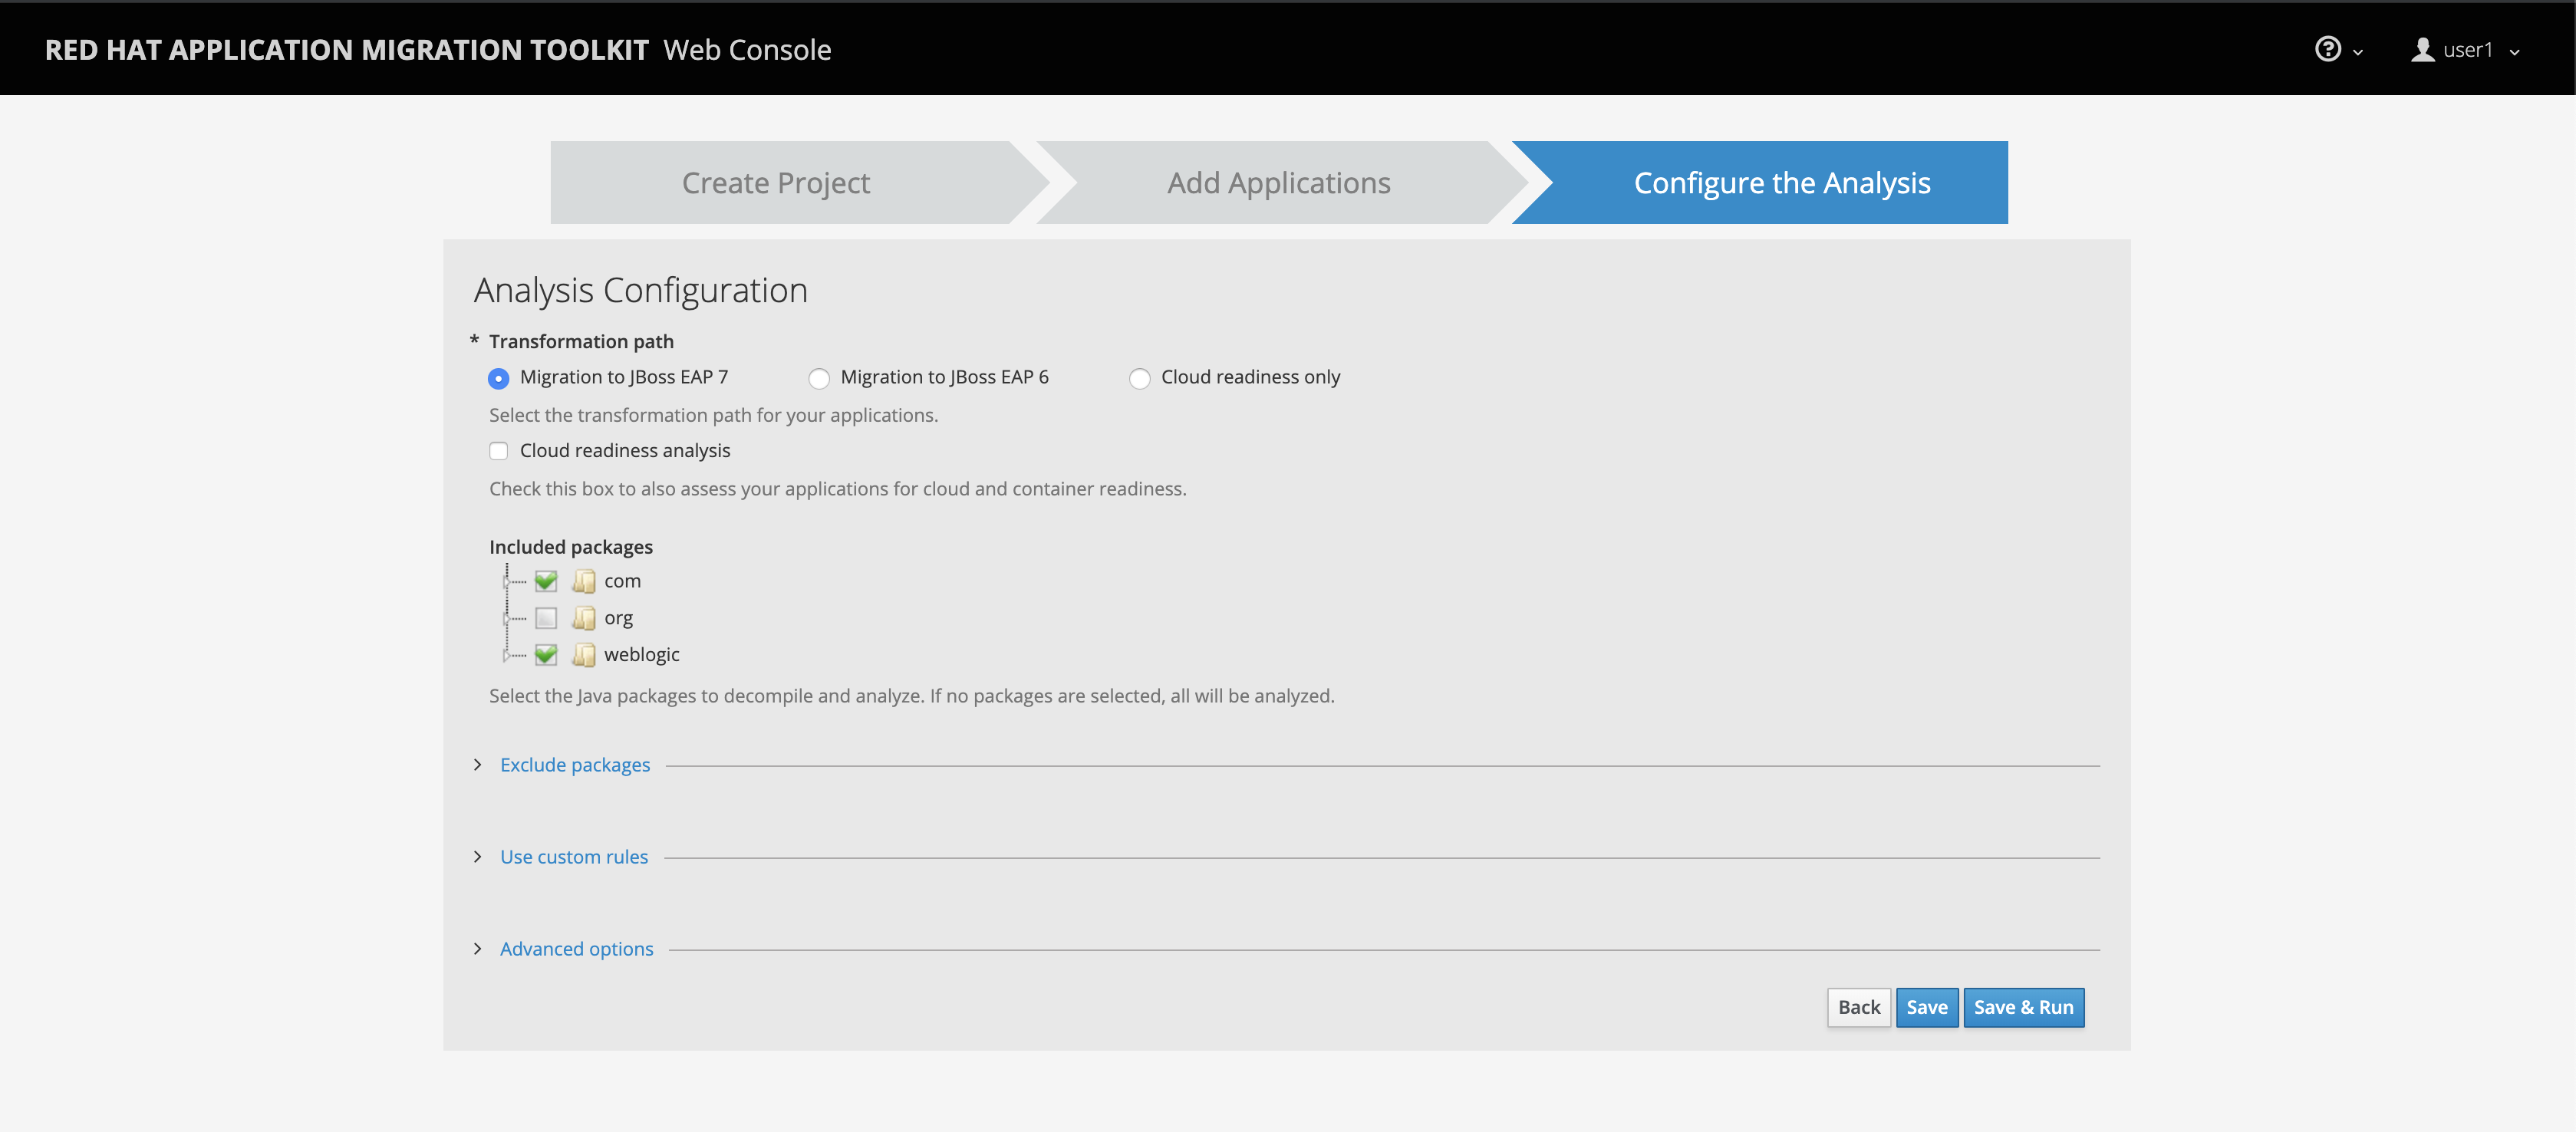 RED HAT APPLICATION MIGRATION TOOLKIT Web Console
user1
Create Project
Add Applications
Configure the Analysis
Analysis Configuration
* Transformation path
Migration to JBoss EAP 7
Migration to JBoss EAP 6
Cloud readiness only
Select the transformation path for your applications.
Cloud readiness analysis
Check this box to also assess your applications for cloud and container readiness.
Included packages
com
org
weblogic
Select the Java packages to decompile and analyze. If no packages are selected, all will be analyzed.
Exclude packages
Use custom rules
Advanced options
Back
Save
Save & Run